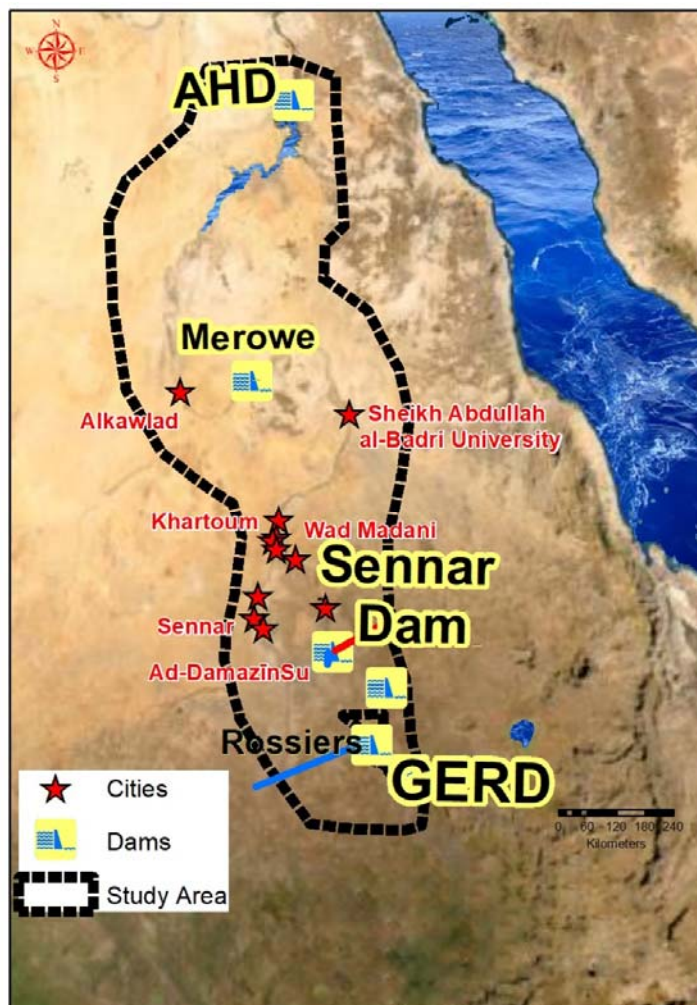 N
W
E
S
AHD
Merowe
Alkawlad
Sheikh Abdullah
al-Badri University
Khartoum
Wad Madani
Sennar
Dam
Sennar
Ad-DamazīnSu
Rossiers
GERD
Cities
Dams
Study Area
0 60 120 180 240
Kilometers